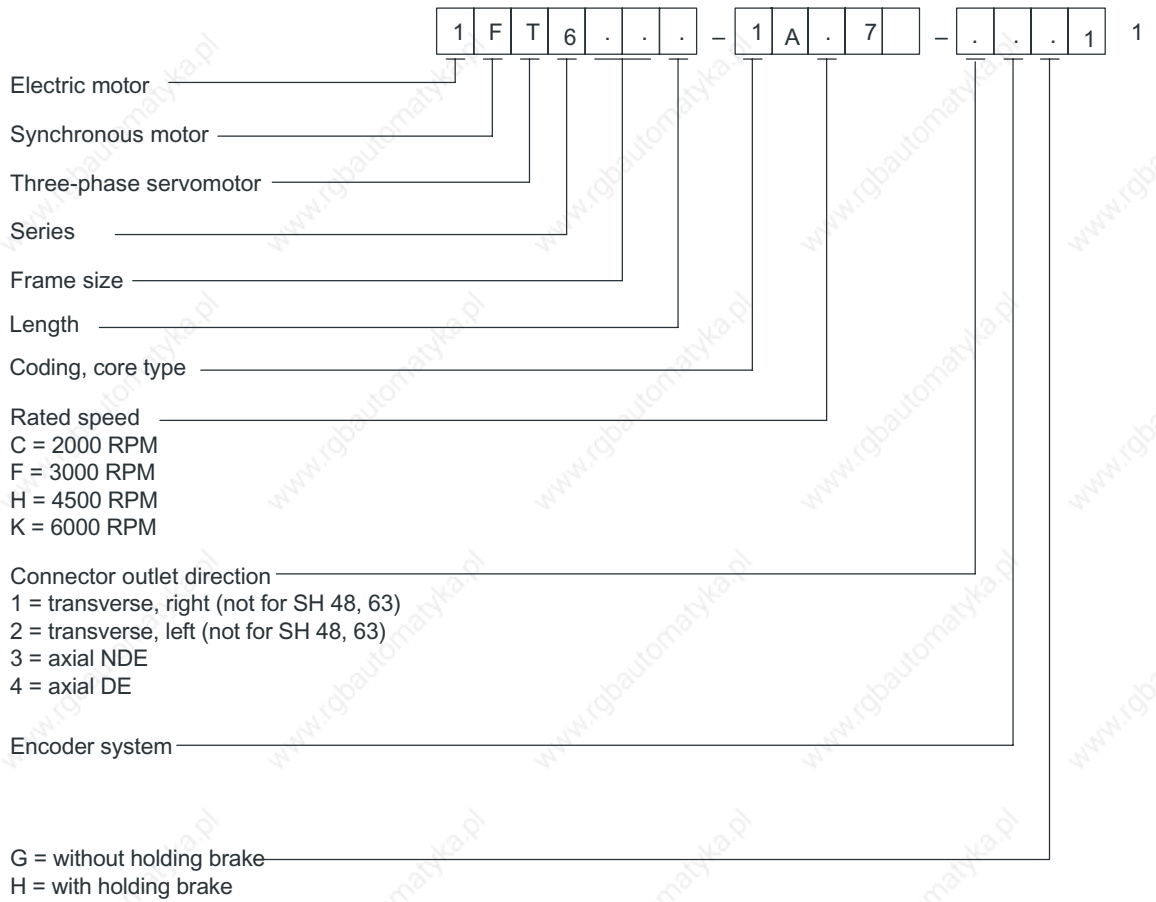 1 F T 6 . . . – 1 A . 7 – . . . 1 1
Electric motor
Synchronous motor
Three-phase servomotor
Series
Frame size
Length
Coding, core type
Rated speed
C = 2000 RPM
F = 3000 RPM
H = 4500 RPM
K = 6000 RPM
Connector outlet direction
1 = transverse, right (not for SH 48, 63)
2 = transverse, left (not for SH 48, 63)
3 = axial NDE
4 = axial DE
Encoder system
G = without holding brake
H = with holding brake
www.rgbautomatyka.pl